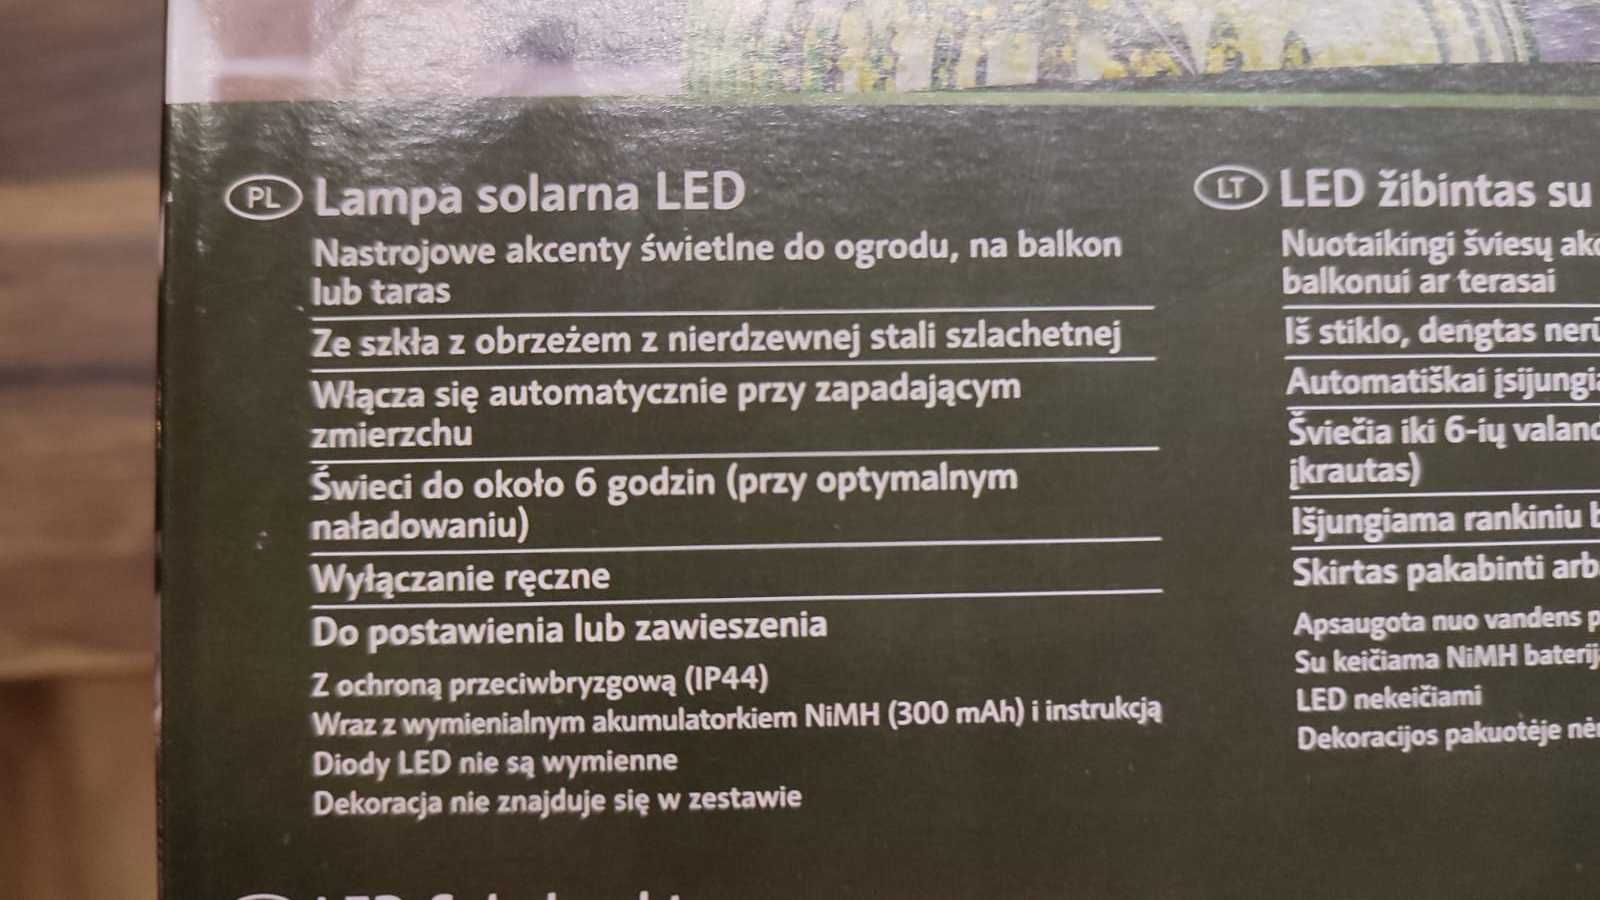 PL Lampa solarna LED
Nastrojowe akcenty świetlne do ogrodu, na balkon
lub taras
Ze szkła z obrzeżem z nierdzewnej stali szlachetnej
Włącza się automatycznie przy zapadającym
zmierzchu
Świeci do około 6 godzin (przy optymalnym
naładowaniu)
Wyłączanie ręczne
Do postawienia lub zawieszenia
Z ochroną przeciwbryzgową (IP44)
Wraz z wymienialnym akumulatorkiem NiMH (300 mAh) i instrukcją
Diody LED nie są wymienne
Dekoracja nie znajduje się w zestawie
LT LED žibintas su
Nuotaikingi šviesų
balkonui ar terasai
Iš stiklo, dengtas
Automatiškai
Šviečia iki 6-ių
įkrautas)
Išjungiama rankiniu
Skirtas pakabinti
Apsaugota nuo vandens
Su keičiama NiMH
LED nekeičiami
Dekoracijos pakuotėje